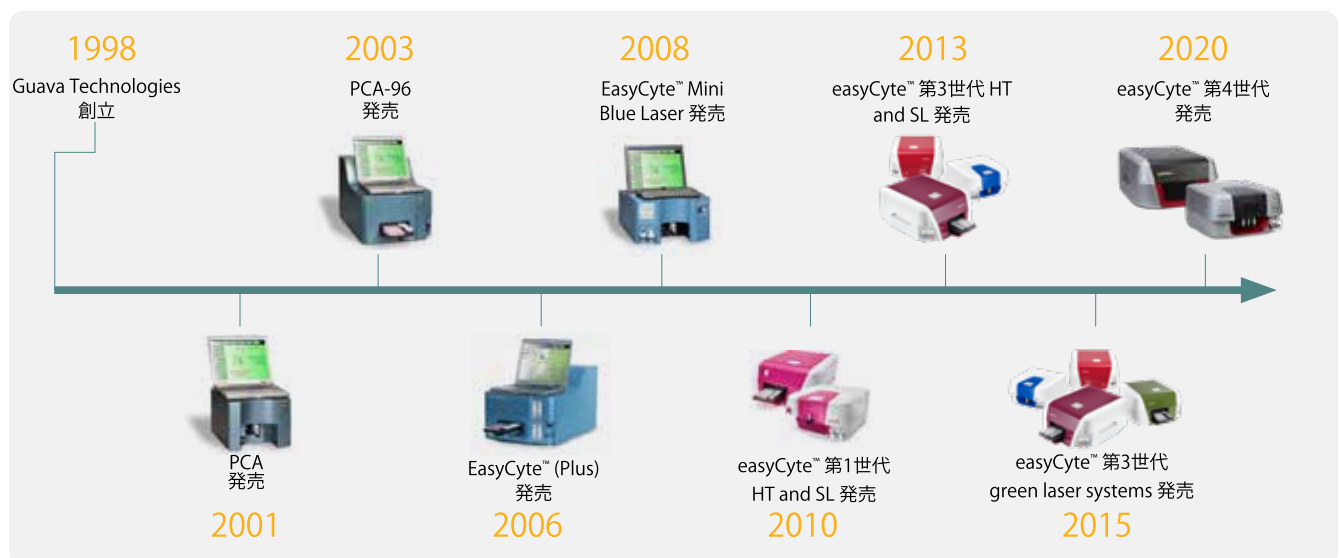 1998
Guava Technologies
創立
2003
PCA-96
発売
2008
EasyCyte™ Mini
Blue Laser 発売
2013
easyCyte™ 第3世代 HT
and SL 発売
2020
easyCyte™ 第4世代
発売
PCA
発売
2001
EasyCyte™ (Plus)
発売
2006
easyCyte™ 第1世代
HT and SL 発売
2010
easyCyte™ 第3世代
green laser systems 発売
2015